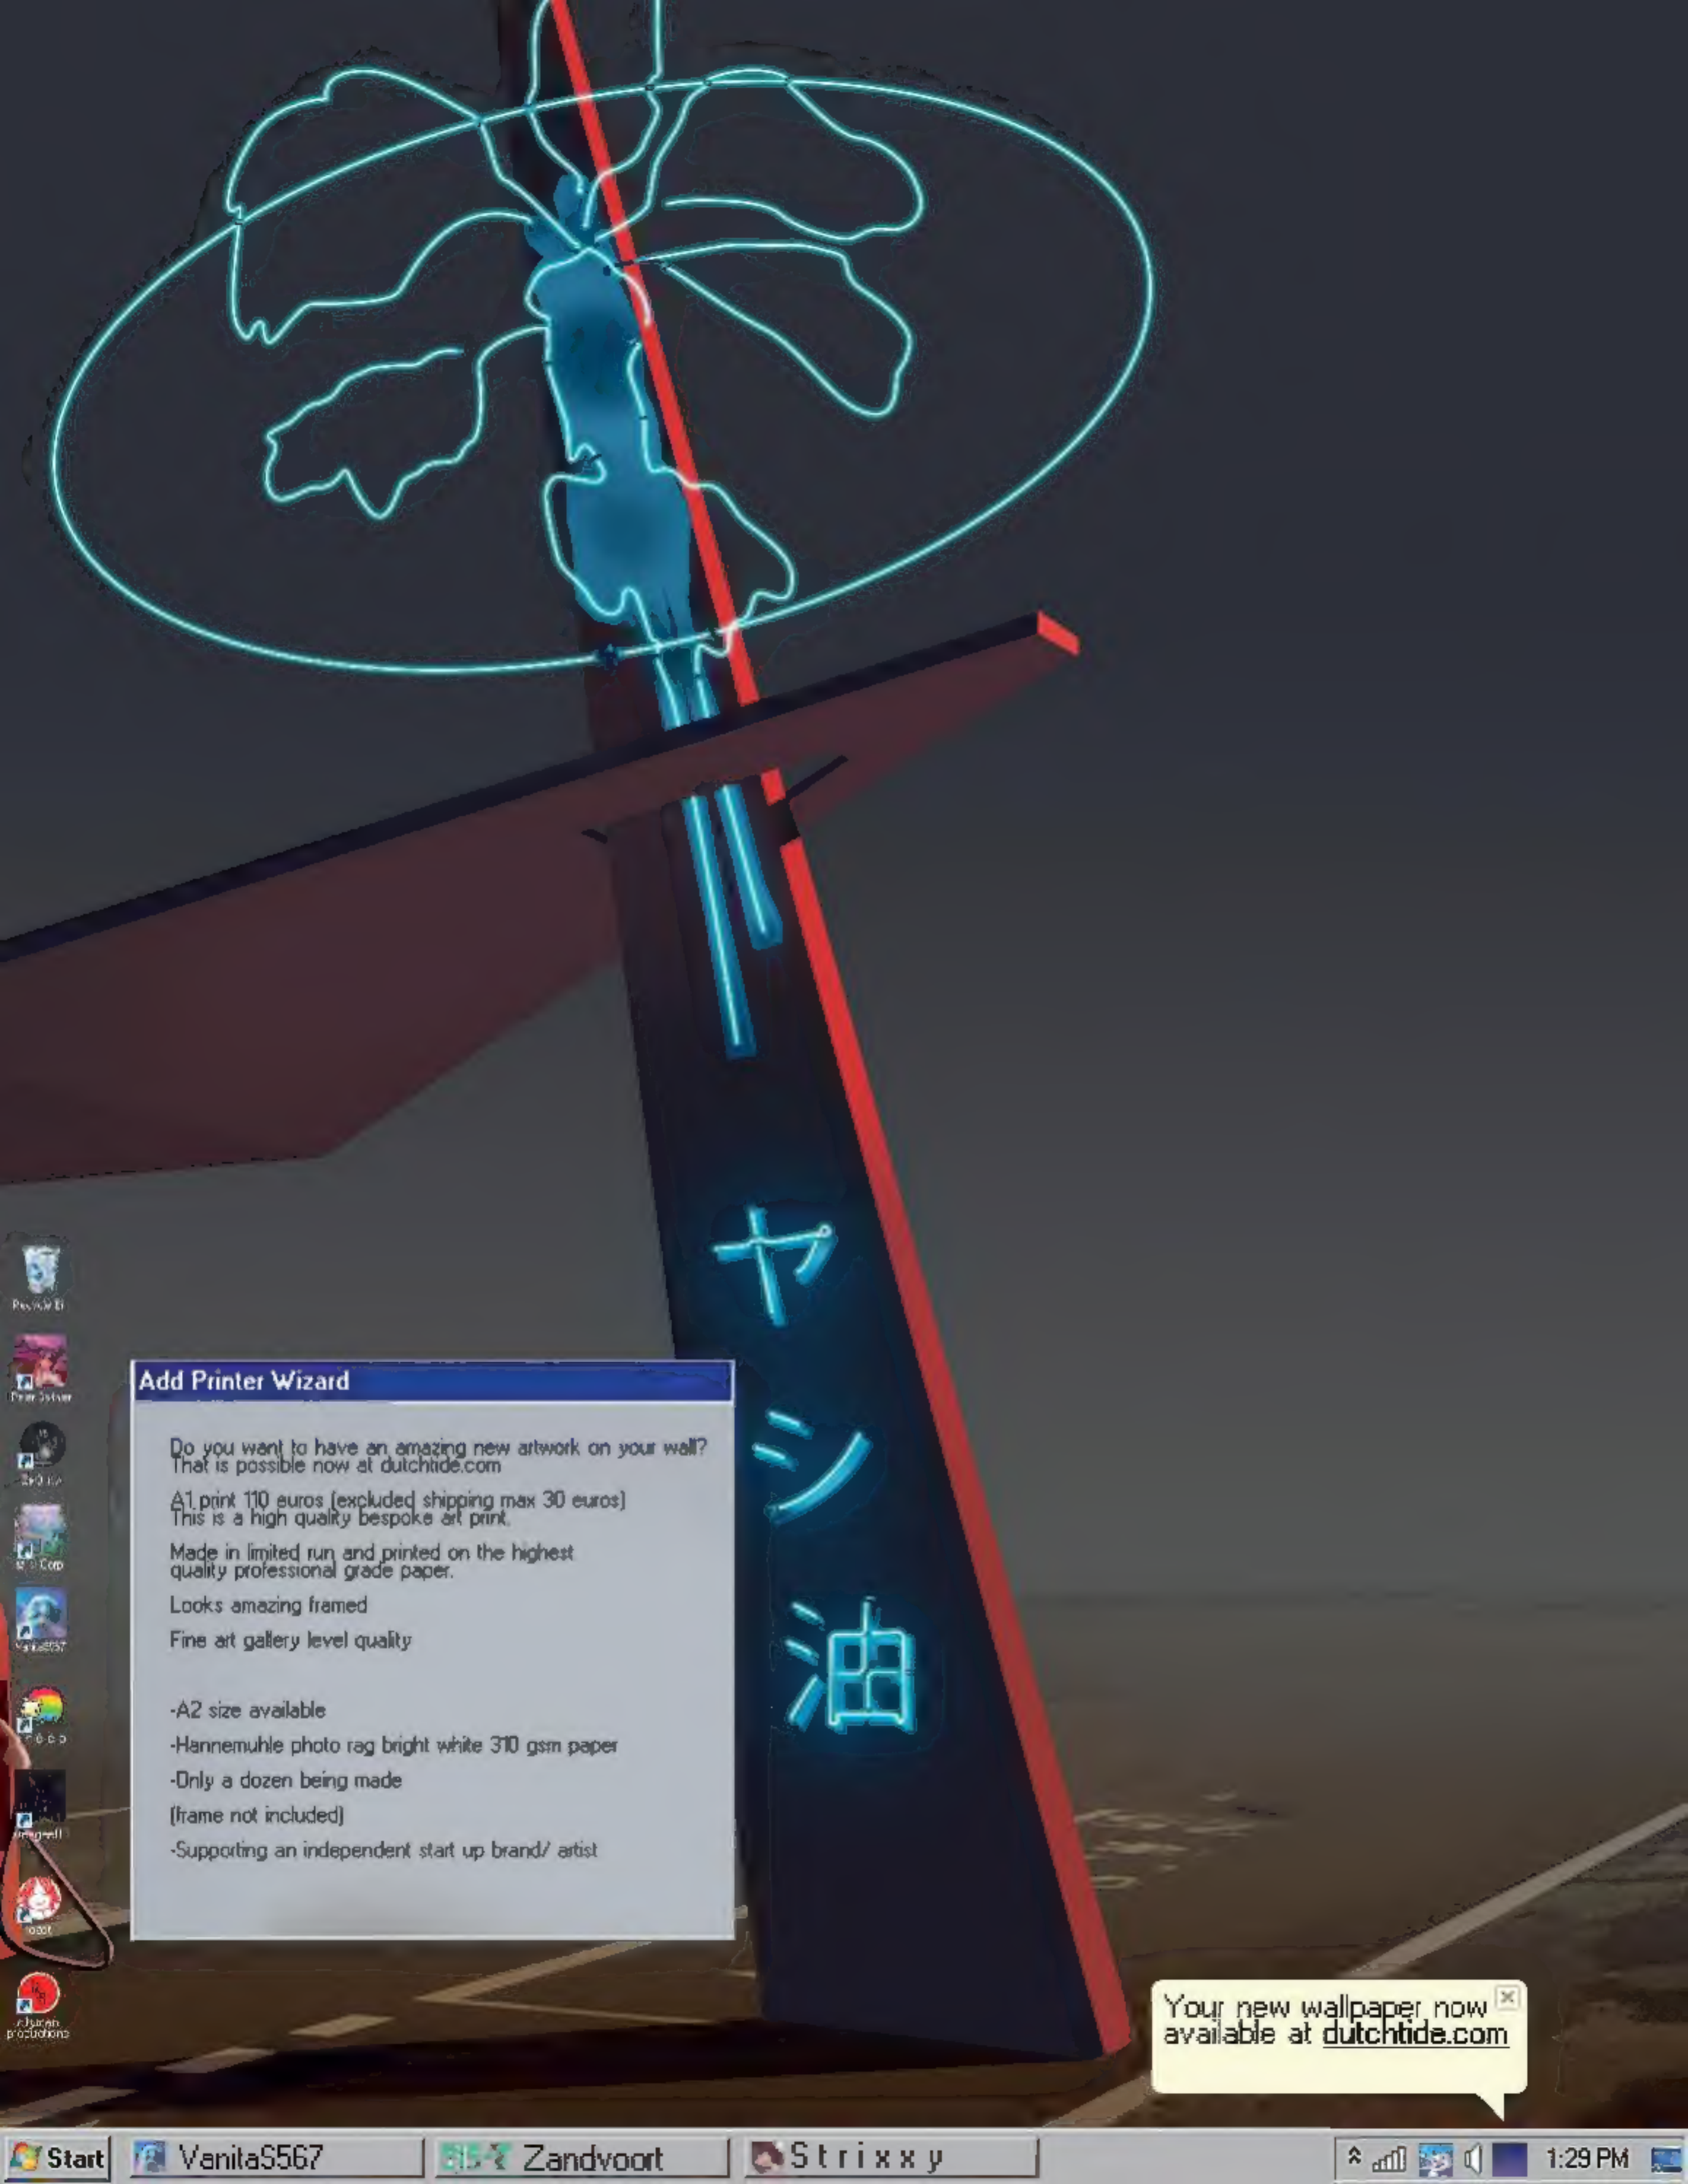 ヤシ油
Recycle Bi
Corp
VanitaS567
productions
Add Printer Wizard
Do you want to have an amazing new artwork on your wall?
That is possible now at dutchtide.com
A1 print 110 euros (excluded shipping max 30 euros)
This is a high quality bespoke art print.
Made in limited run and printed on the highest
quality professional grade paper.
Looks amazing framed
Fine art gallery level quality
-A2 size available
-Hannemuhle photo rag bright white 310 gsm paper
-Only a dozen being made
(frame not included)
-Supporting an independent start up brand/ artist
Your new wallpaper now
available at dutchtide.com
Start
VanitaS567
Zandvoort
Strixxy
1:29 PM